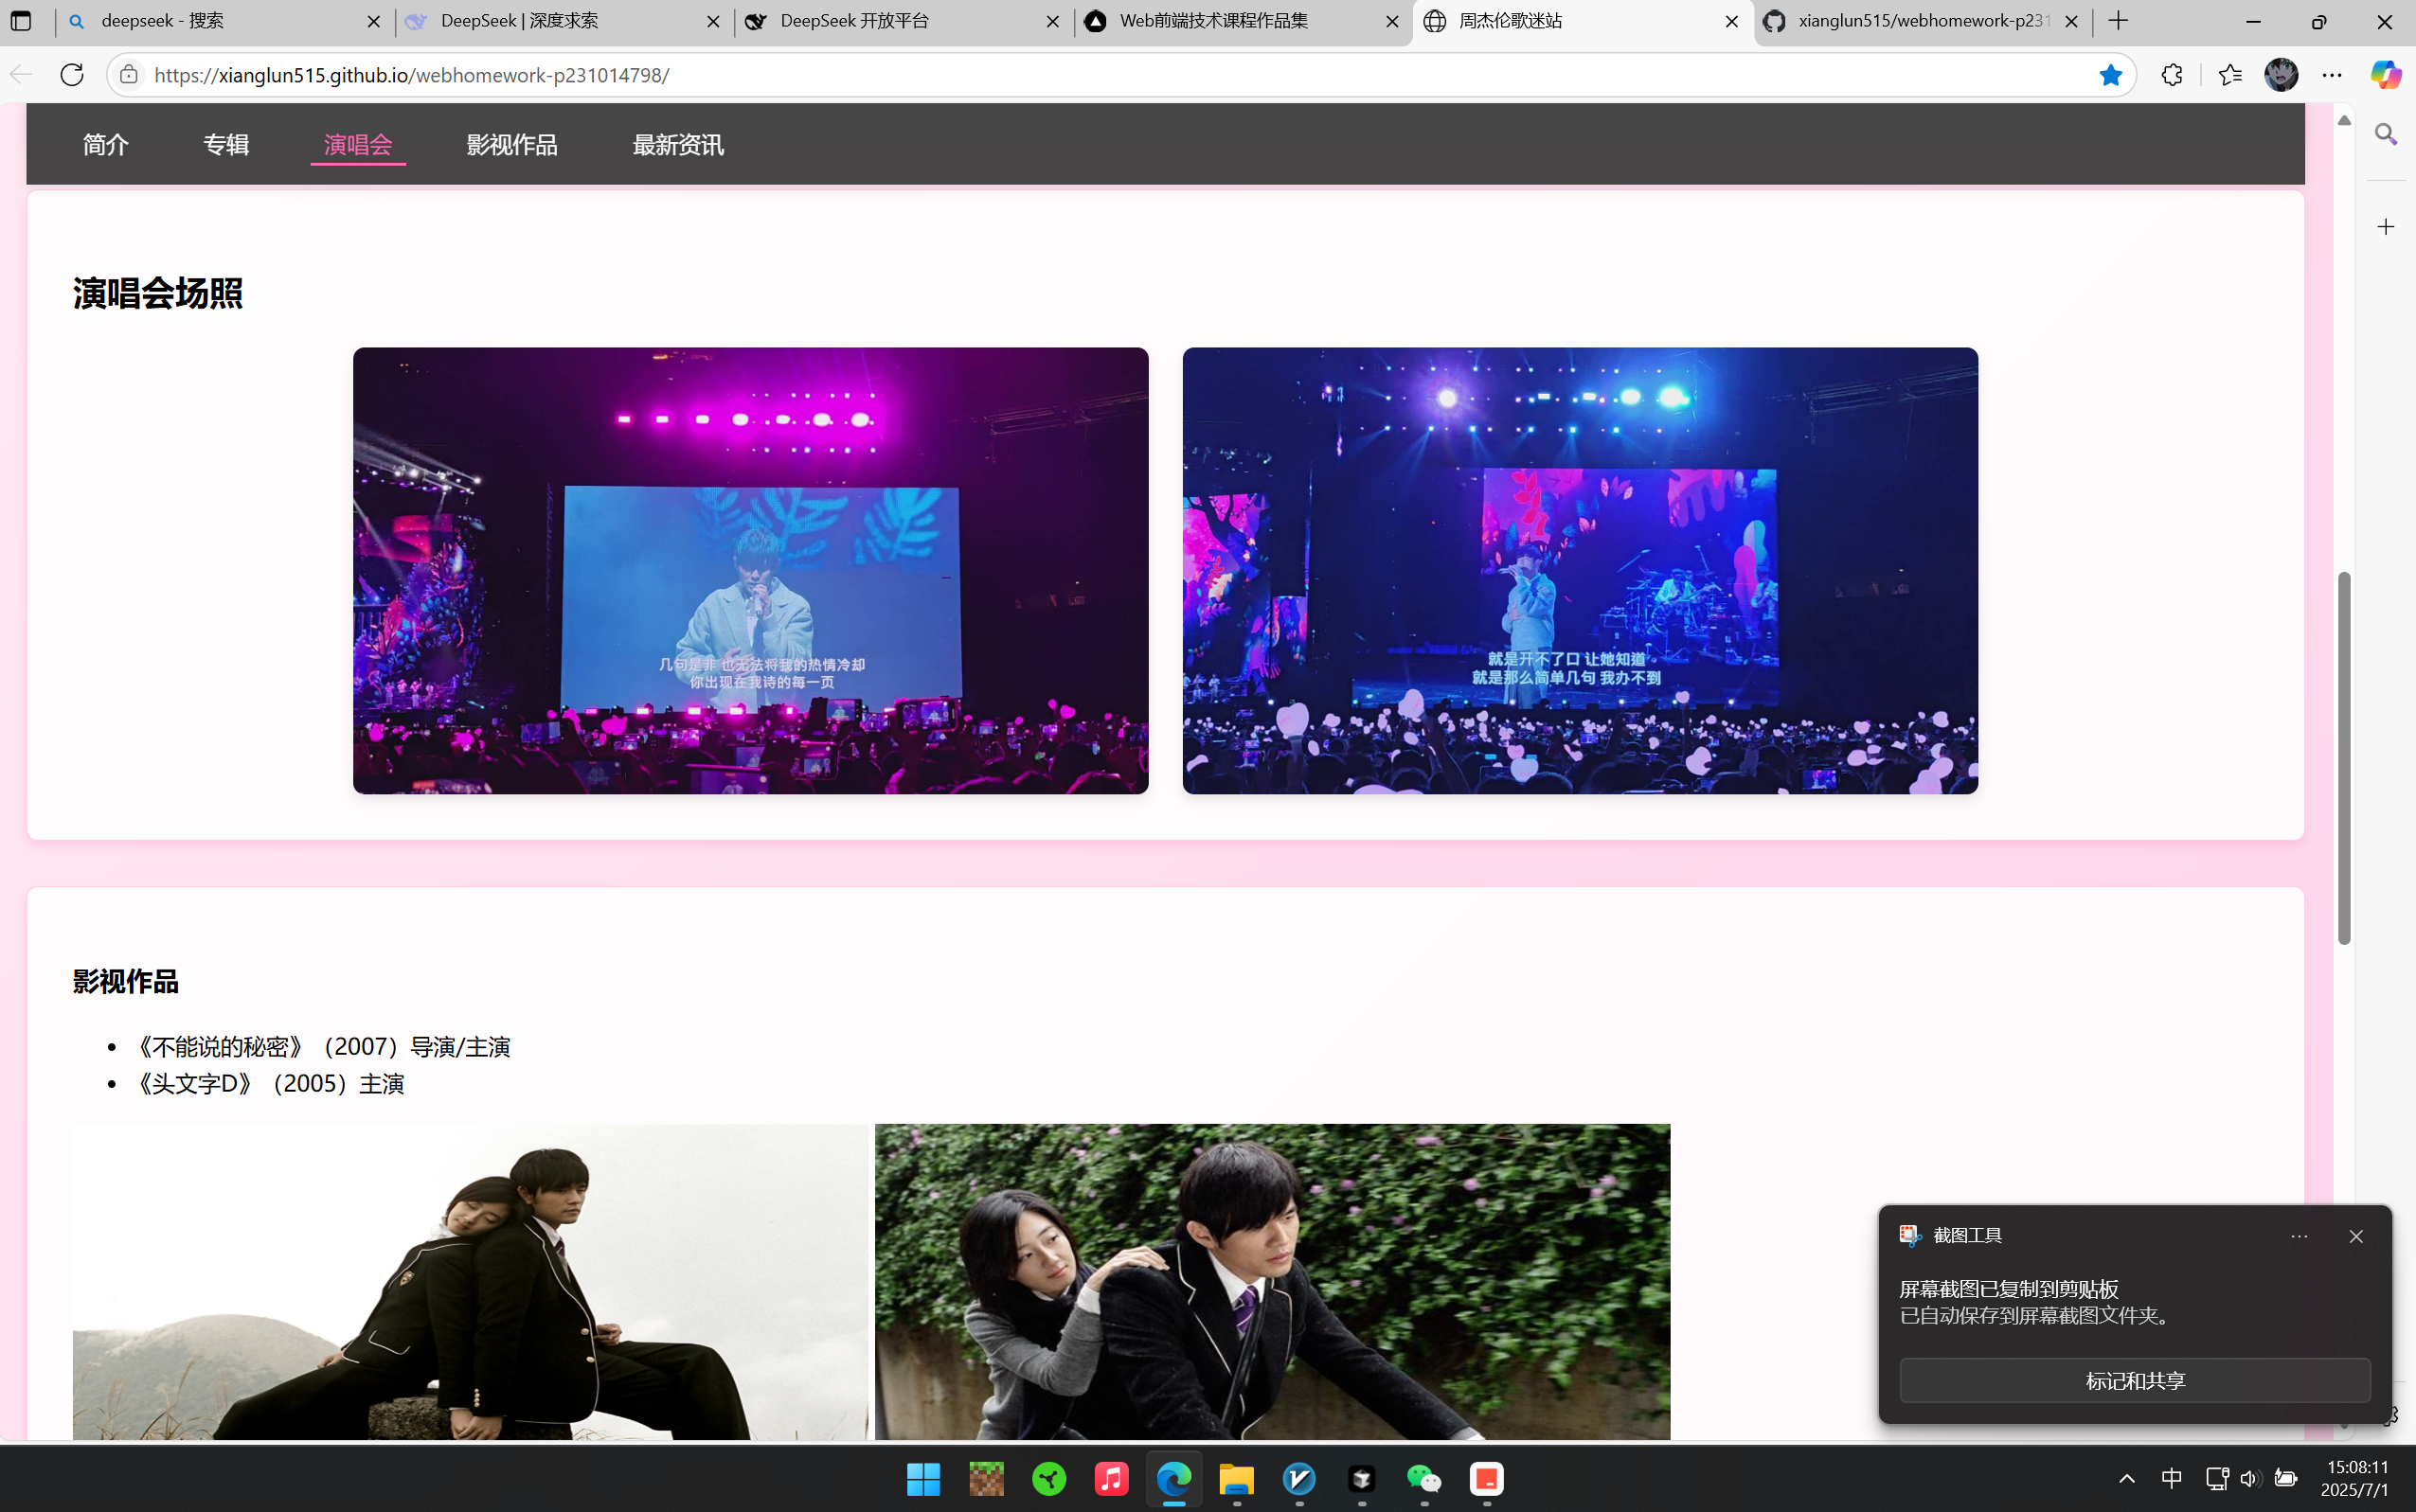 deepseek - 搜索
DeepSeek | 深度求索
DeepSeek 开放平台
Web前端技术课程作品集
周杰伦歌迷站
xianglun515/webhomework-p231
https://xianglun515.github.io/webhomework-p231014798/
简介
专辑
演唱会
影视作品
最新资讯
演唱会场照
几句是非 也无法将我的热情冷却
你出现在我诗的每一页
就是开不了口 让她知道
就是那么简单几句 我办不到
影视作品
• 《不能说的秘密》（2007）导演/主演
• 《头文字D》（2005）主演
截图工具
屏幕截图已复制到剪贴板
已自动保存到屏幕截图文件夹。
标记和共享
中
15:08:11
2025/7/1